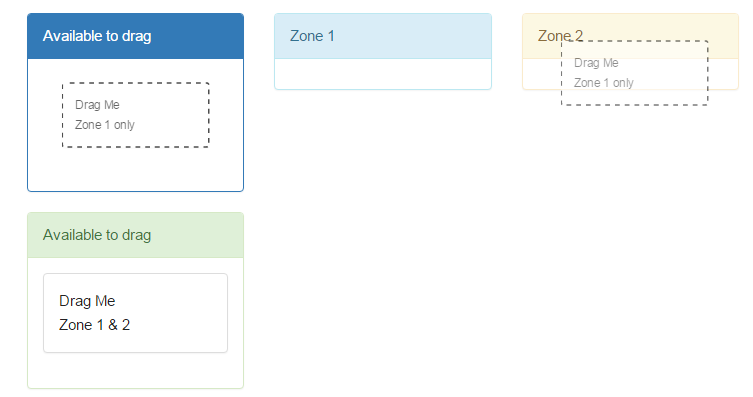 Available to drag
Drag Me
Zone 1 only
Zone 1
Zone 2
Drag Me
Zone 1 only
Available to drag
Drag Me
Zone 1 & 2